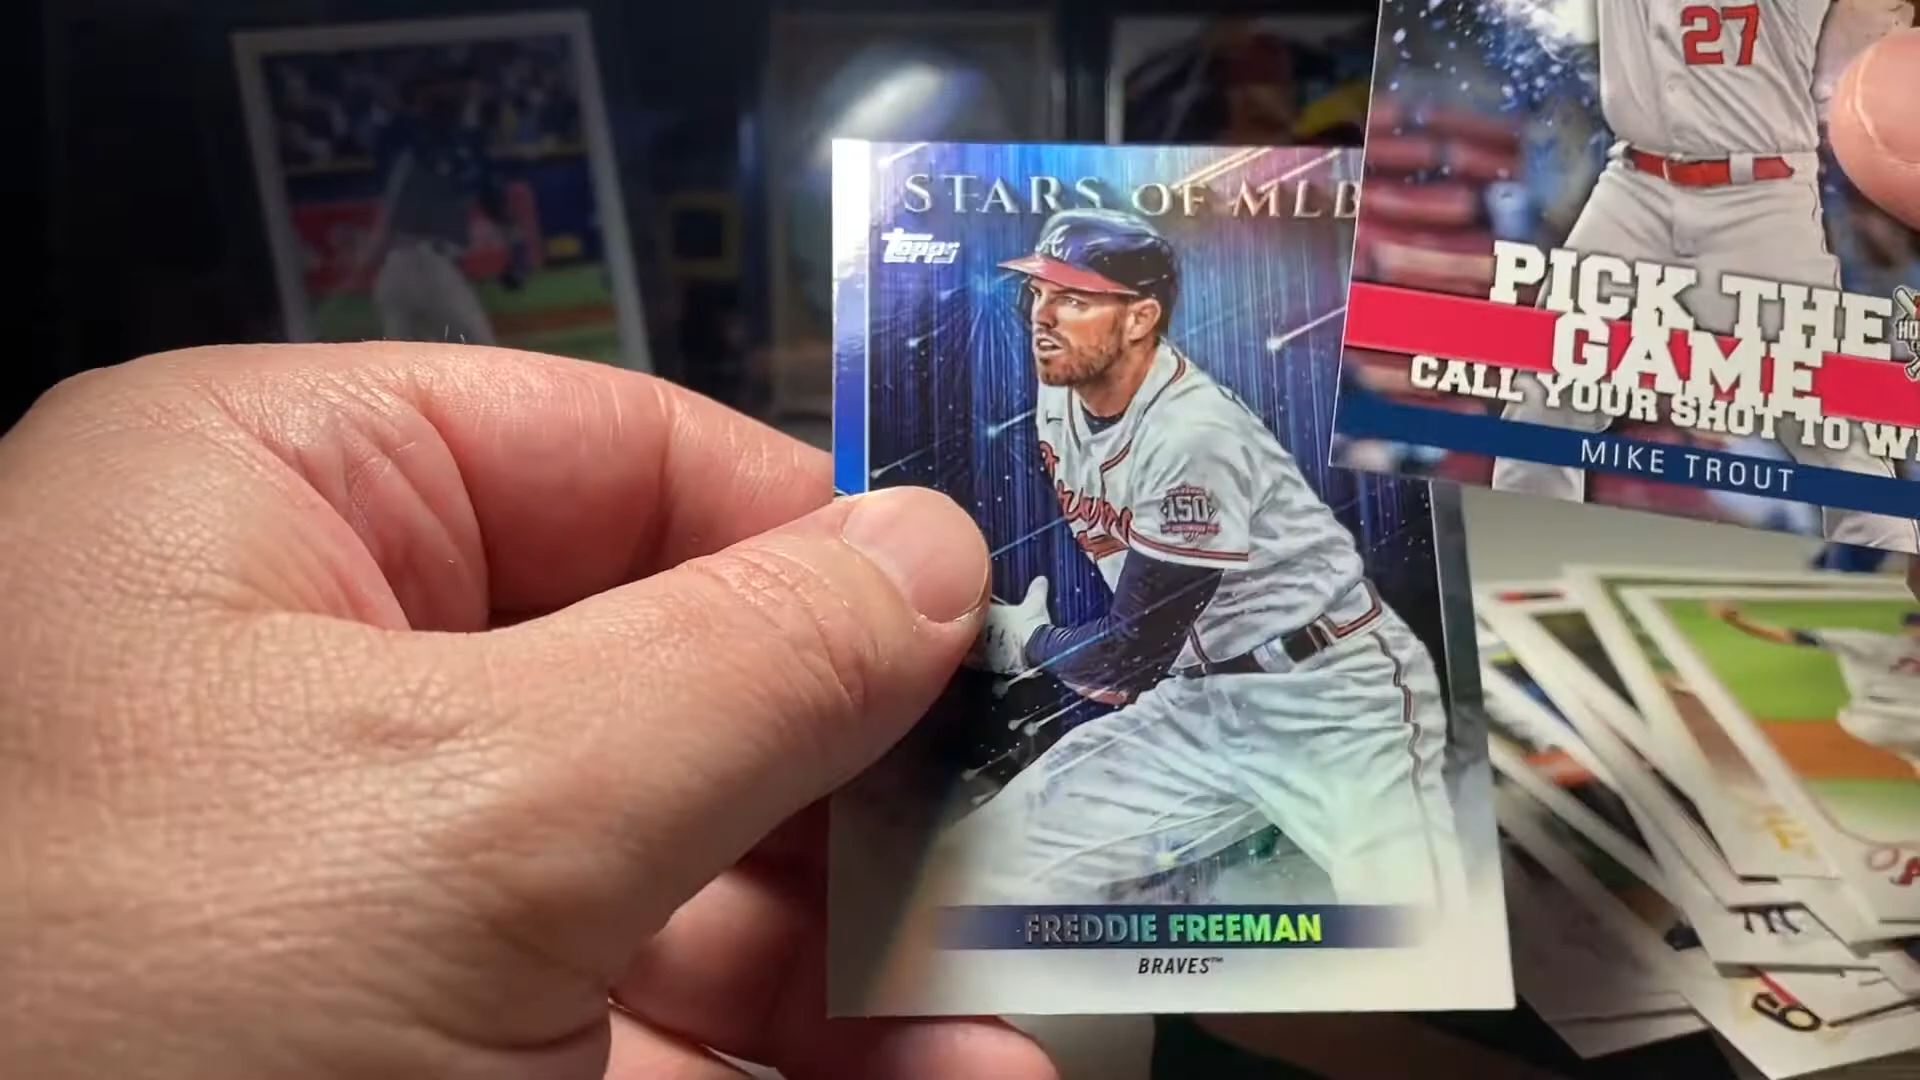 STARS OF MLB
topps
FREDDIE FREEMAN
BRAVES™
150
27
PICK THE
GAME
CALL YOUR SHOT TO W
MIKE TROUT